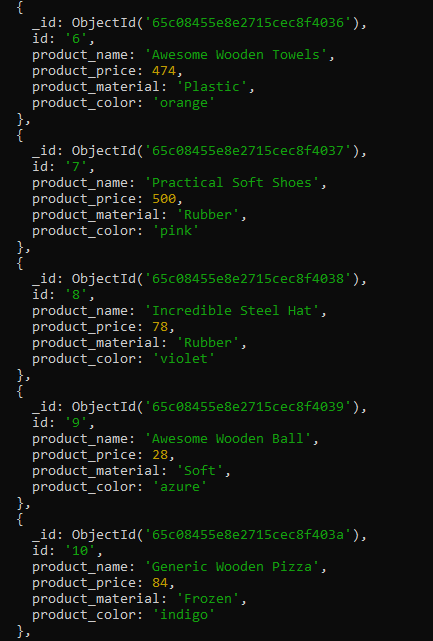 {
_id: ObjectId('65c08455e8e2715cec8f4036'),
id: '6',
product_name: 'Awesome Wooden Towels',
product_price: 474,
product_material: 'Plastic',
product_color: 'orange'
},
{
_id: ObjectId('65c08455e8e2715cec8f4037'),
id: '7',
product_name: 'Practical Soft Shoes',
product_price: 500,
product_material: 'Rubber',
product_color: 'pink'
},
{
_id: ObjectId('65c08455e8e2715cec8f4038'),
id: '8',
product_name: 'Incredible Steel Hat',
product_price: 78,
product_material: 'Rubber',
product_color: 'violet'
},
{
_id: ObjectId('65c08455e8e2715cec8f4039'),
id: '9',
product_name: 'Awesome Wooden Ball',
product_price: 28,
product_material: 'Soft',
product_color: 'azure'
},
{
_id: ObjectId('65c08455e8e2715cec8f403a'),
id: '10',
product_name: 'Generic Wooden Pizza',
product_price: 84,
product_material: 'Frozen',
product_color: 'indigo'
},